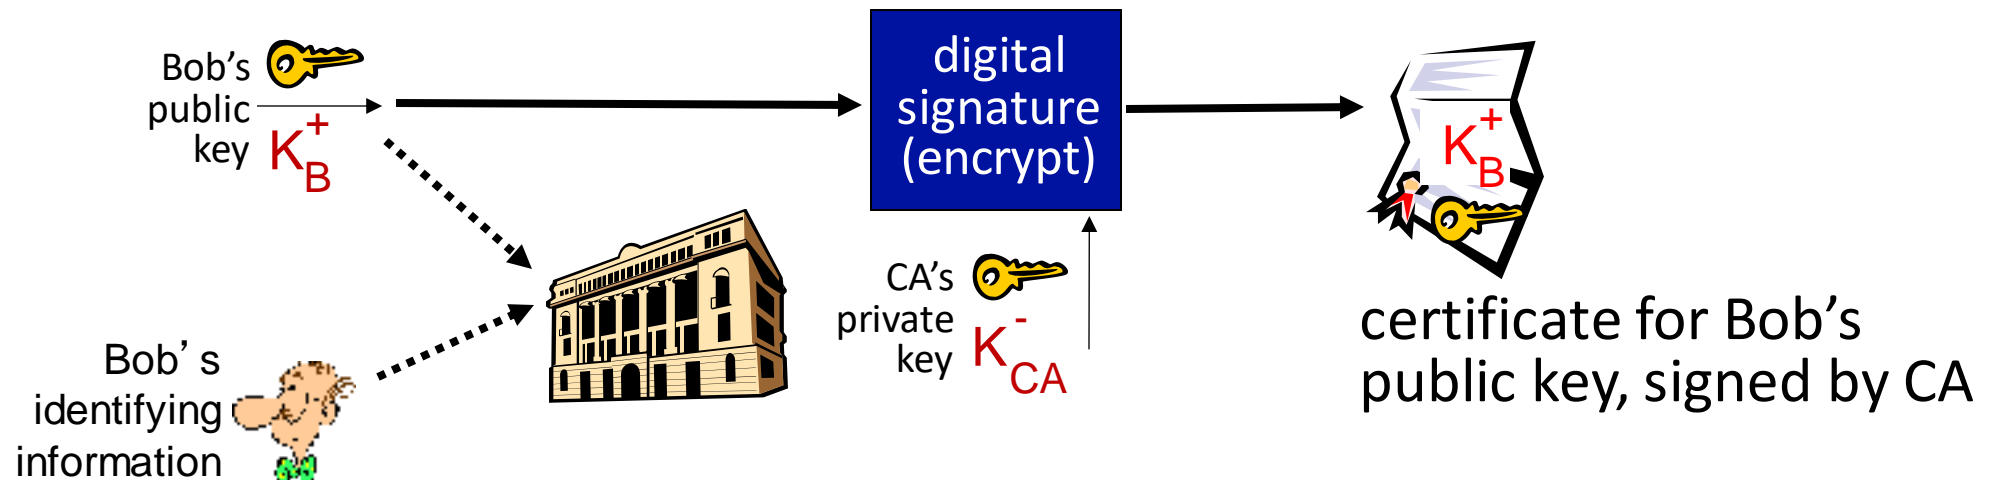 Bob’s
public
key
K+B
digital
signature
(encrypt)
K+B
CA’s
private
key
K-CA
Bob’s
identifying
information
certificate for Bob’s
public key, signed by CA